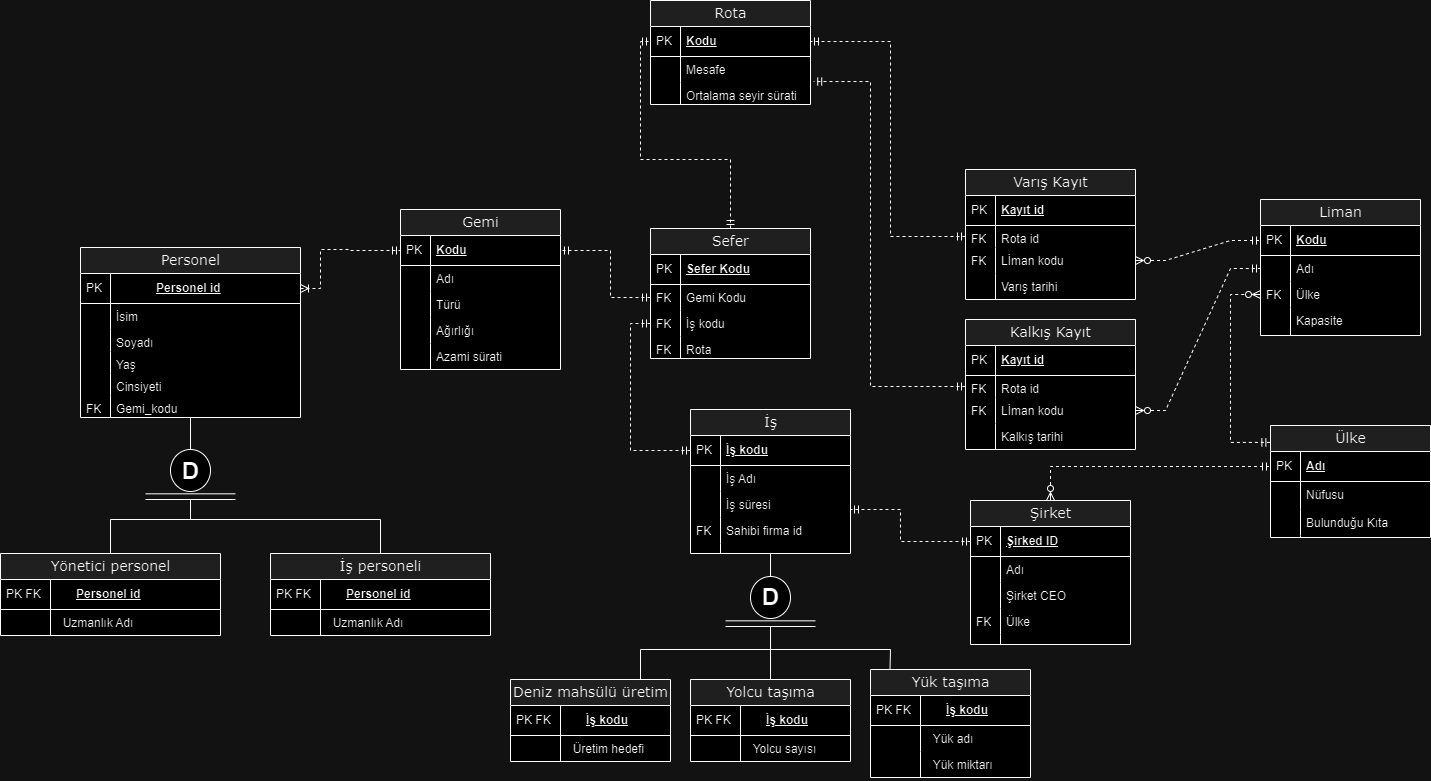 Rota
PK Kodu
Mesafe
Ortalama seyir sürati
Varış Kayıt
PK Kayıt id
FK Rota id
FK Lİman kodu
Varış tarihi
Liman
PK Kodu
Adı
FK Ülke
Kapasite
Gemi
PK Kodu
Adı
Türü
Ağırlığı
Azami sürati
Sefer
PK Sefer Kodu
FK Gemi Kodu
FK İş kodu
FK Rota
Personel
PK Personel id
İsim
Soyadı
Yaş
Cinsiyeti
FK Gemi_kodu
Kalkış Kayıt
PK Kayıt id
FK Rota id
FK Lİman kodu
Kalkış tarihi
İş
PK İş kodu
İş Adı
İş süresi
FK Sahibi firma id
Ülke
PK Adı
Nüfusu
Bulunduğu Kıta
D
Şirket
PK Şirked ID
Adı
Şirket CEO
FK Ülke
Yönetici personel
PK FK Personel id
Uzmanlık Adı
İş personeli
PK FK Personel id
Uzmanlık Adı
D
Deniz mahsülü üretim
PK FK İş kodu
Üretim hedefi
Yolcu taşıma
PK FK İş kodu
Yolcu sayısı
Yük taşıma
PK FK İş kodu
Yük adı
Yük miktarı